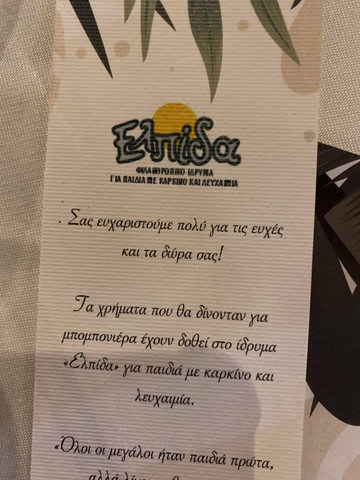 Ελπίδα
ΦΙΛΑΝΘΡΩΠΙΚΟ ΙΔΡΥΜΑ
ΓΙΑ ΠΑΙΔΙΑ ΜΕ ΚΑΡΚΙΝΟ ΚΑΙ ΛΕΥΧΑΙΜΙΑ
. Σας ευχαριστούμε πολύ για τις ευχές
και τα δώρα σας!
Τα χρήματα που θα δίνονταν για
μπομπονιέρα έχουν δοθεί στο ίδρυμα
«Ελπίδα» για παιδιά με καρκίνο και
λευχαιμία.
«Όλοι οι μεγάλοι ήταν παιδιά πρώτα,
αλλά λίγοι